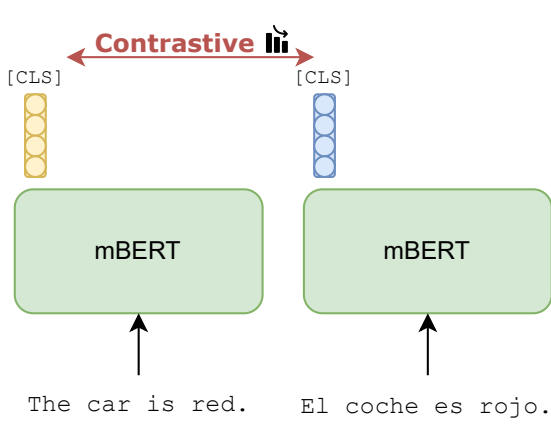 Contrastive
[CLS] [CLS]
mBERT mBERT
The car is red. El coche es rojo.